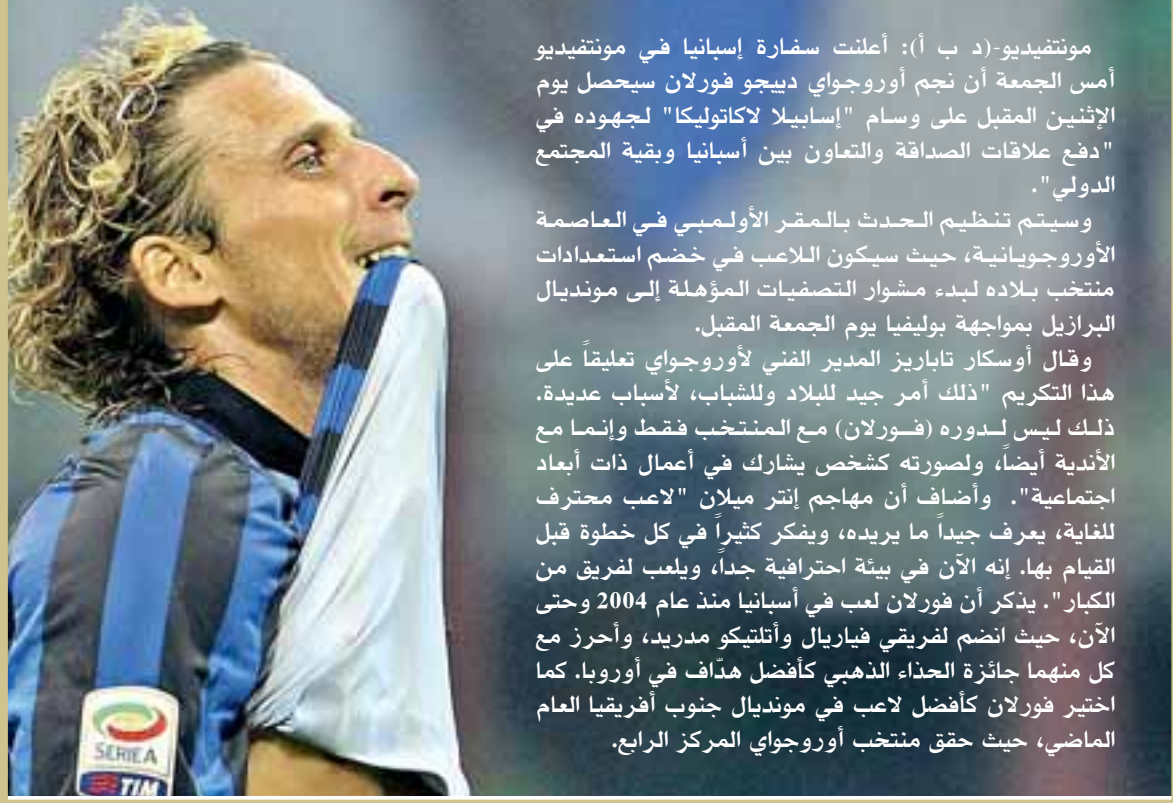 مونتفيديو-(د ب أ): أعلنت سفارة إسبانيا في مونتفيديو
أمس الجمعة أن نجم أوروجواي دييجو فورلان سيحصل يوم
الإثنين المقبل على وسام "إسابيلا لاكاتوليكا" لجهوده في
"دفع علاقات الصداقة والتعاون بين أسبانيا وبقية المجتمع
الدولي".
وسيتم تنظيم الحدث بالمقر الأولمبي في العاصمة
الأوروجويانية، حيث سيكون اللاعب في خضم استعدادات
منتخب بلاده لبدء مشوار التصفيات المؤهلة إلى مونديال
البرازيل بمواجهة بوليفيا يوم الجمعة المقبل.
وقال أوسكار تاباريز المدير الفني لأوروجواي تعليقاً على
هذا التكريم "ذلك أمر جيد للبلاد وللشباب، لأسباب عديدة.
ذلك ليس لدوره (فورلان) مع المنتخب فقط وإنما مع
الأندية أيضاً، ولصورته كشخص يشارك في أعمال ذات أبعاد
اجتماعية". وأضاف أن مهاجم إنتر ميلان "لاعب محترف
للغاية، يعرف جيداً ما يريده، ويفكر كثيراً في كل خطوة قبل
القيام بها. إنه الآن في بيئة احترافية جداً، ويلعب لفريق من
الكبار". يذكر أن فورلان لعب في أسبانيا منذ عام 2004 وحتى
الآن، حيث انضم لفريقي فياريال وأتلتيكو مدريد، وأحرز مع
كل منهما جائزة الحذاء الذهبي كأفضل هدّاف في أوروبا. كما
اختير فورلان كأفضل لاعب في مونديال جنوب أفريقيا العام
الماضي، حيث حقق منتخب أوروجواي المركز الرابع.
SERIE A
TIM